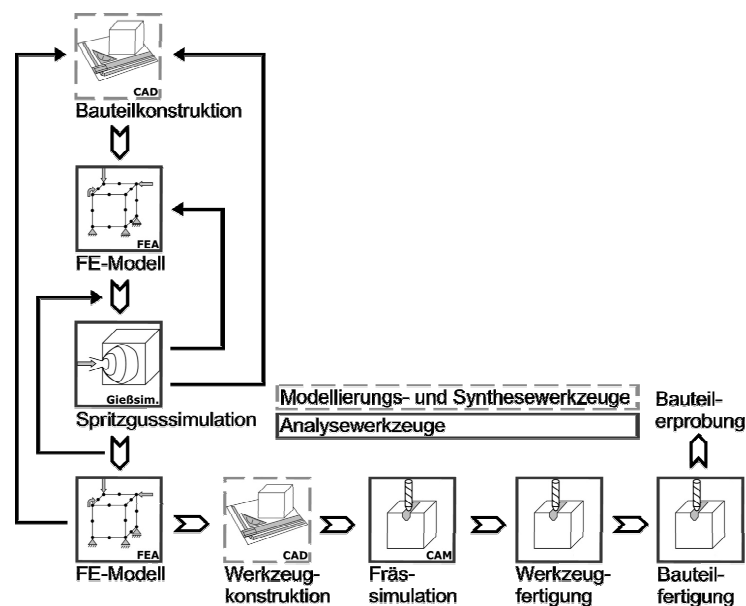 CAD
Bauteilkonstruktion
FEA
FE-Modell
Gießsim.
Spritzgusssimulation
Modellierungs- und Synthesewerkzeuge
Analysewerkzeuge
Bauteil-
erprobung
FEA
FE-Modell
CAD
Werkzeug-
konstruktion
CAM
Fräs-
simulation
Werkzeug-
fertigung
Bauteil-
fertigung